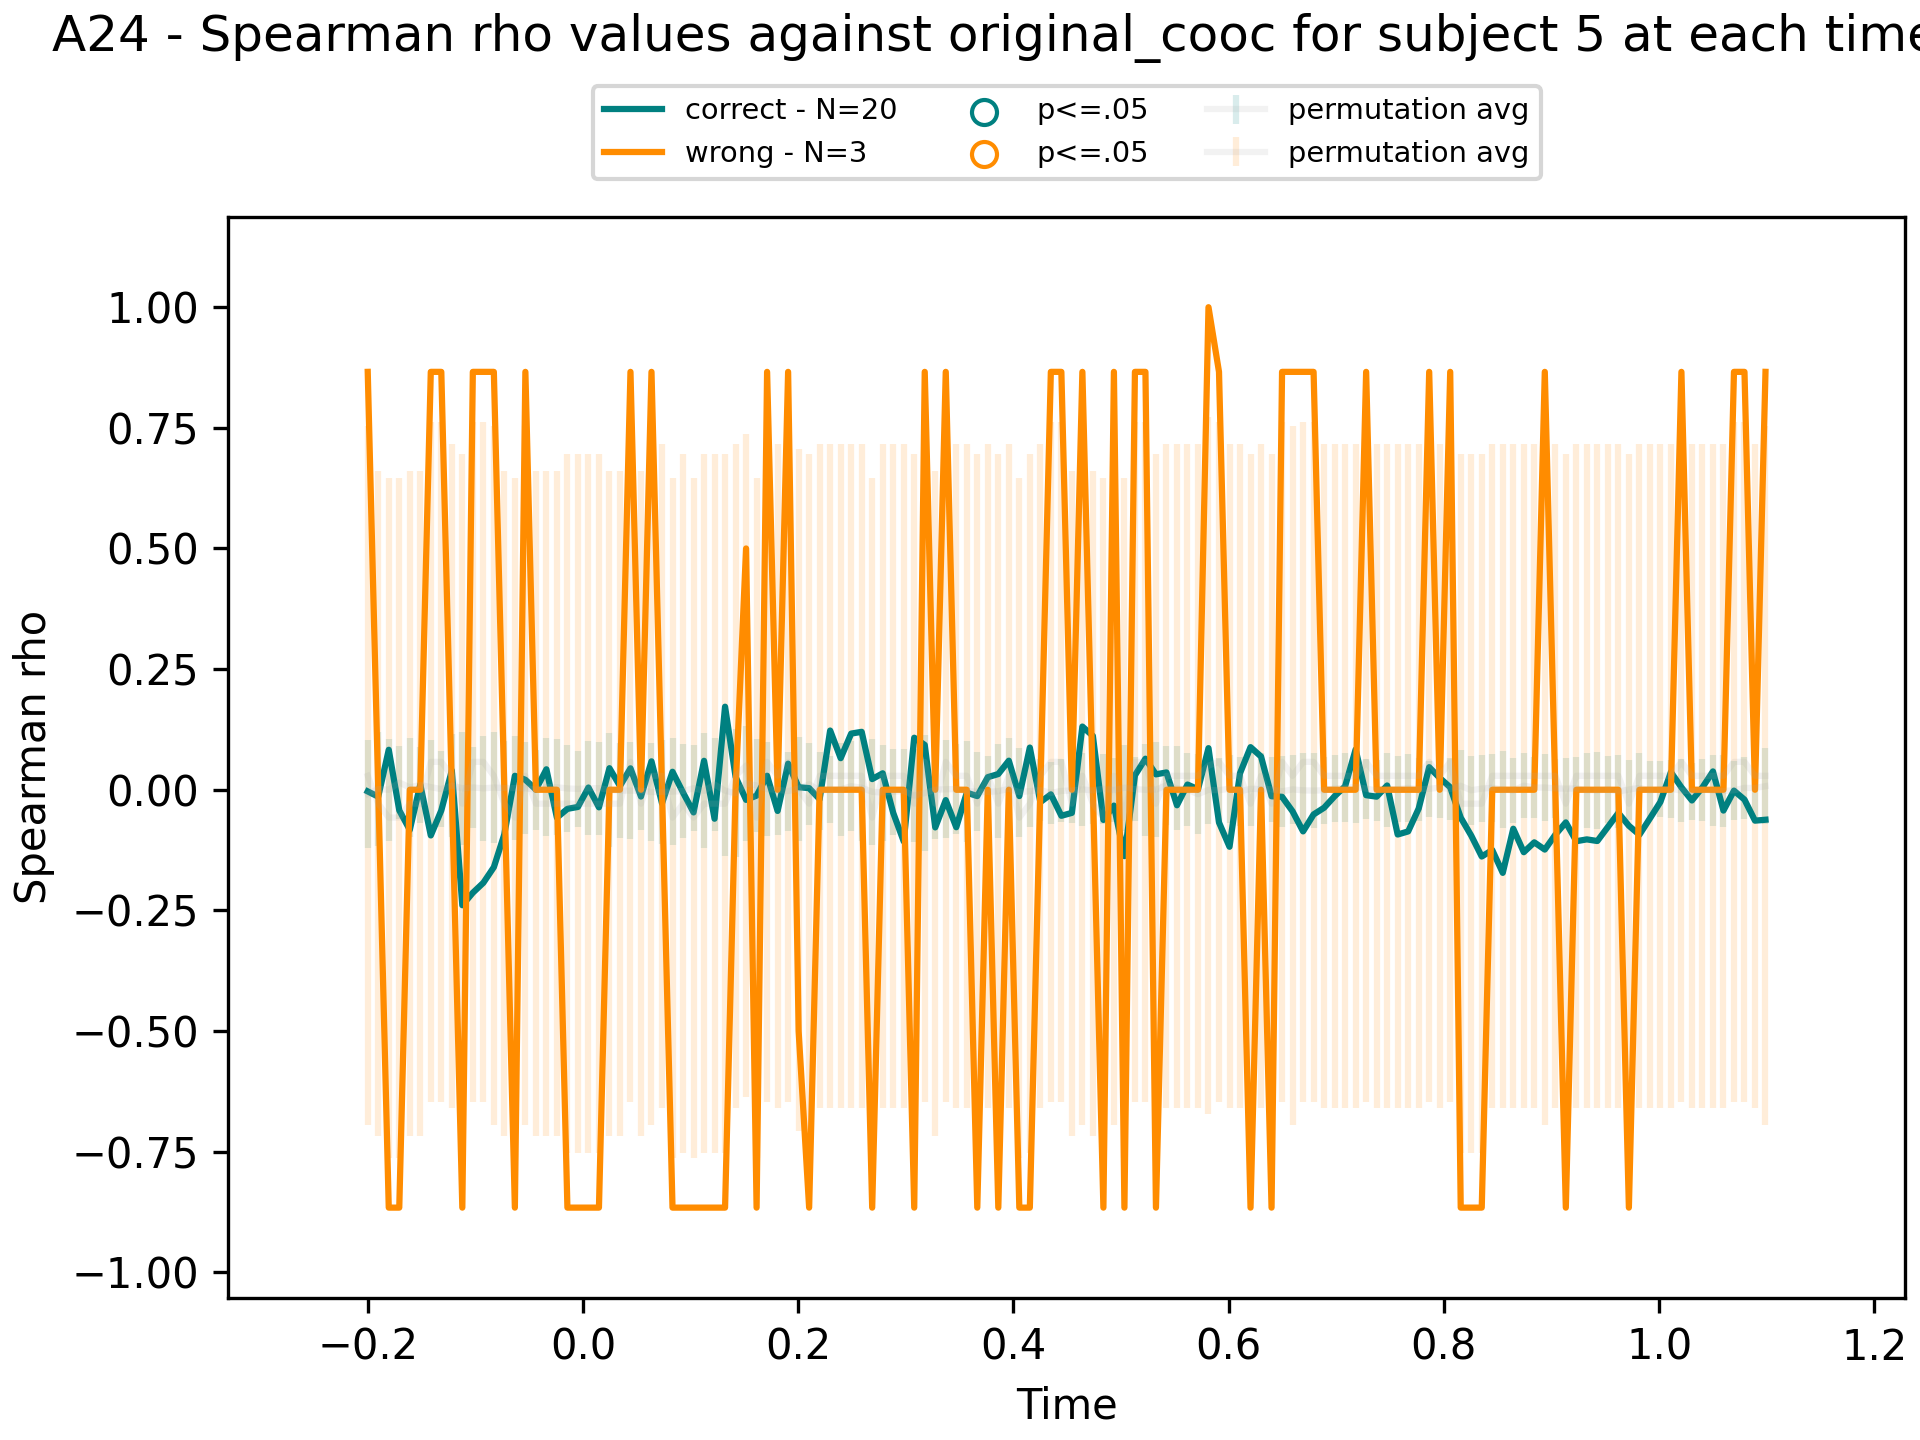 A24 - Spearman rho values against original_cooc for subject 5 at each time
correct - N=20 p<=.05 permutation avg
wrong - N=3 p<=.05 permutation avg
Spearman rho
1.00
0.75
0.50
0.25
0.00
−0.25
−0.50
−0.75
−1.00
−0.2 0.0 0.2 0.4 0.6 0.8 1.0 1.2
Time